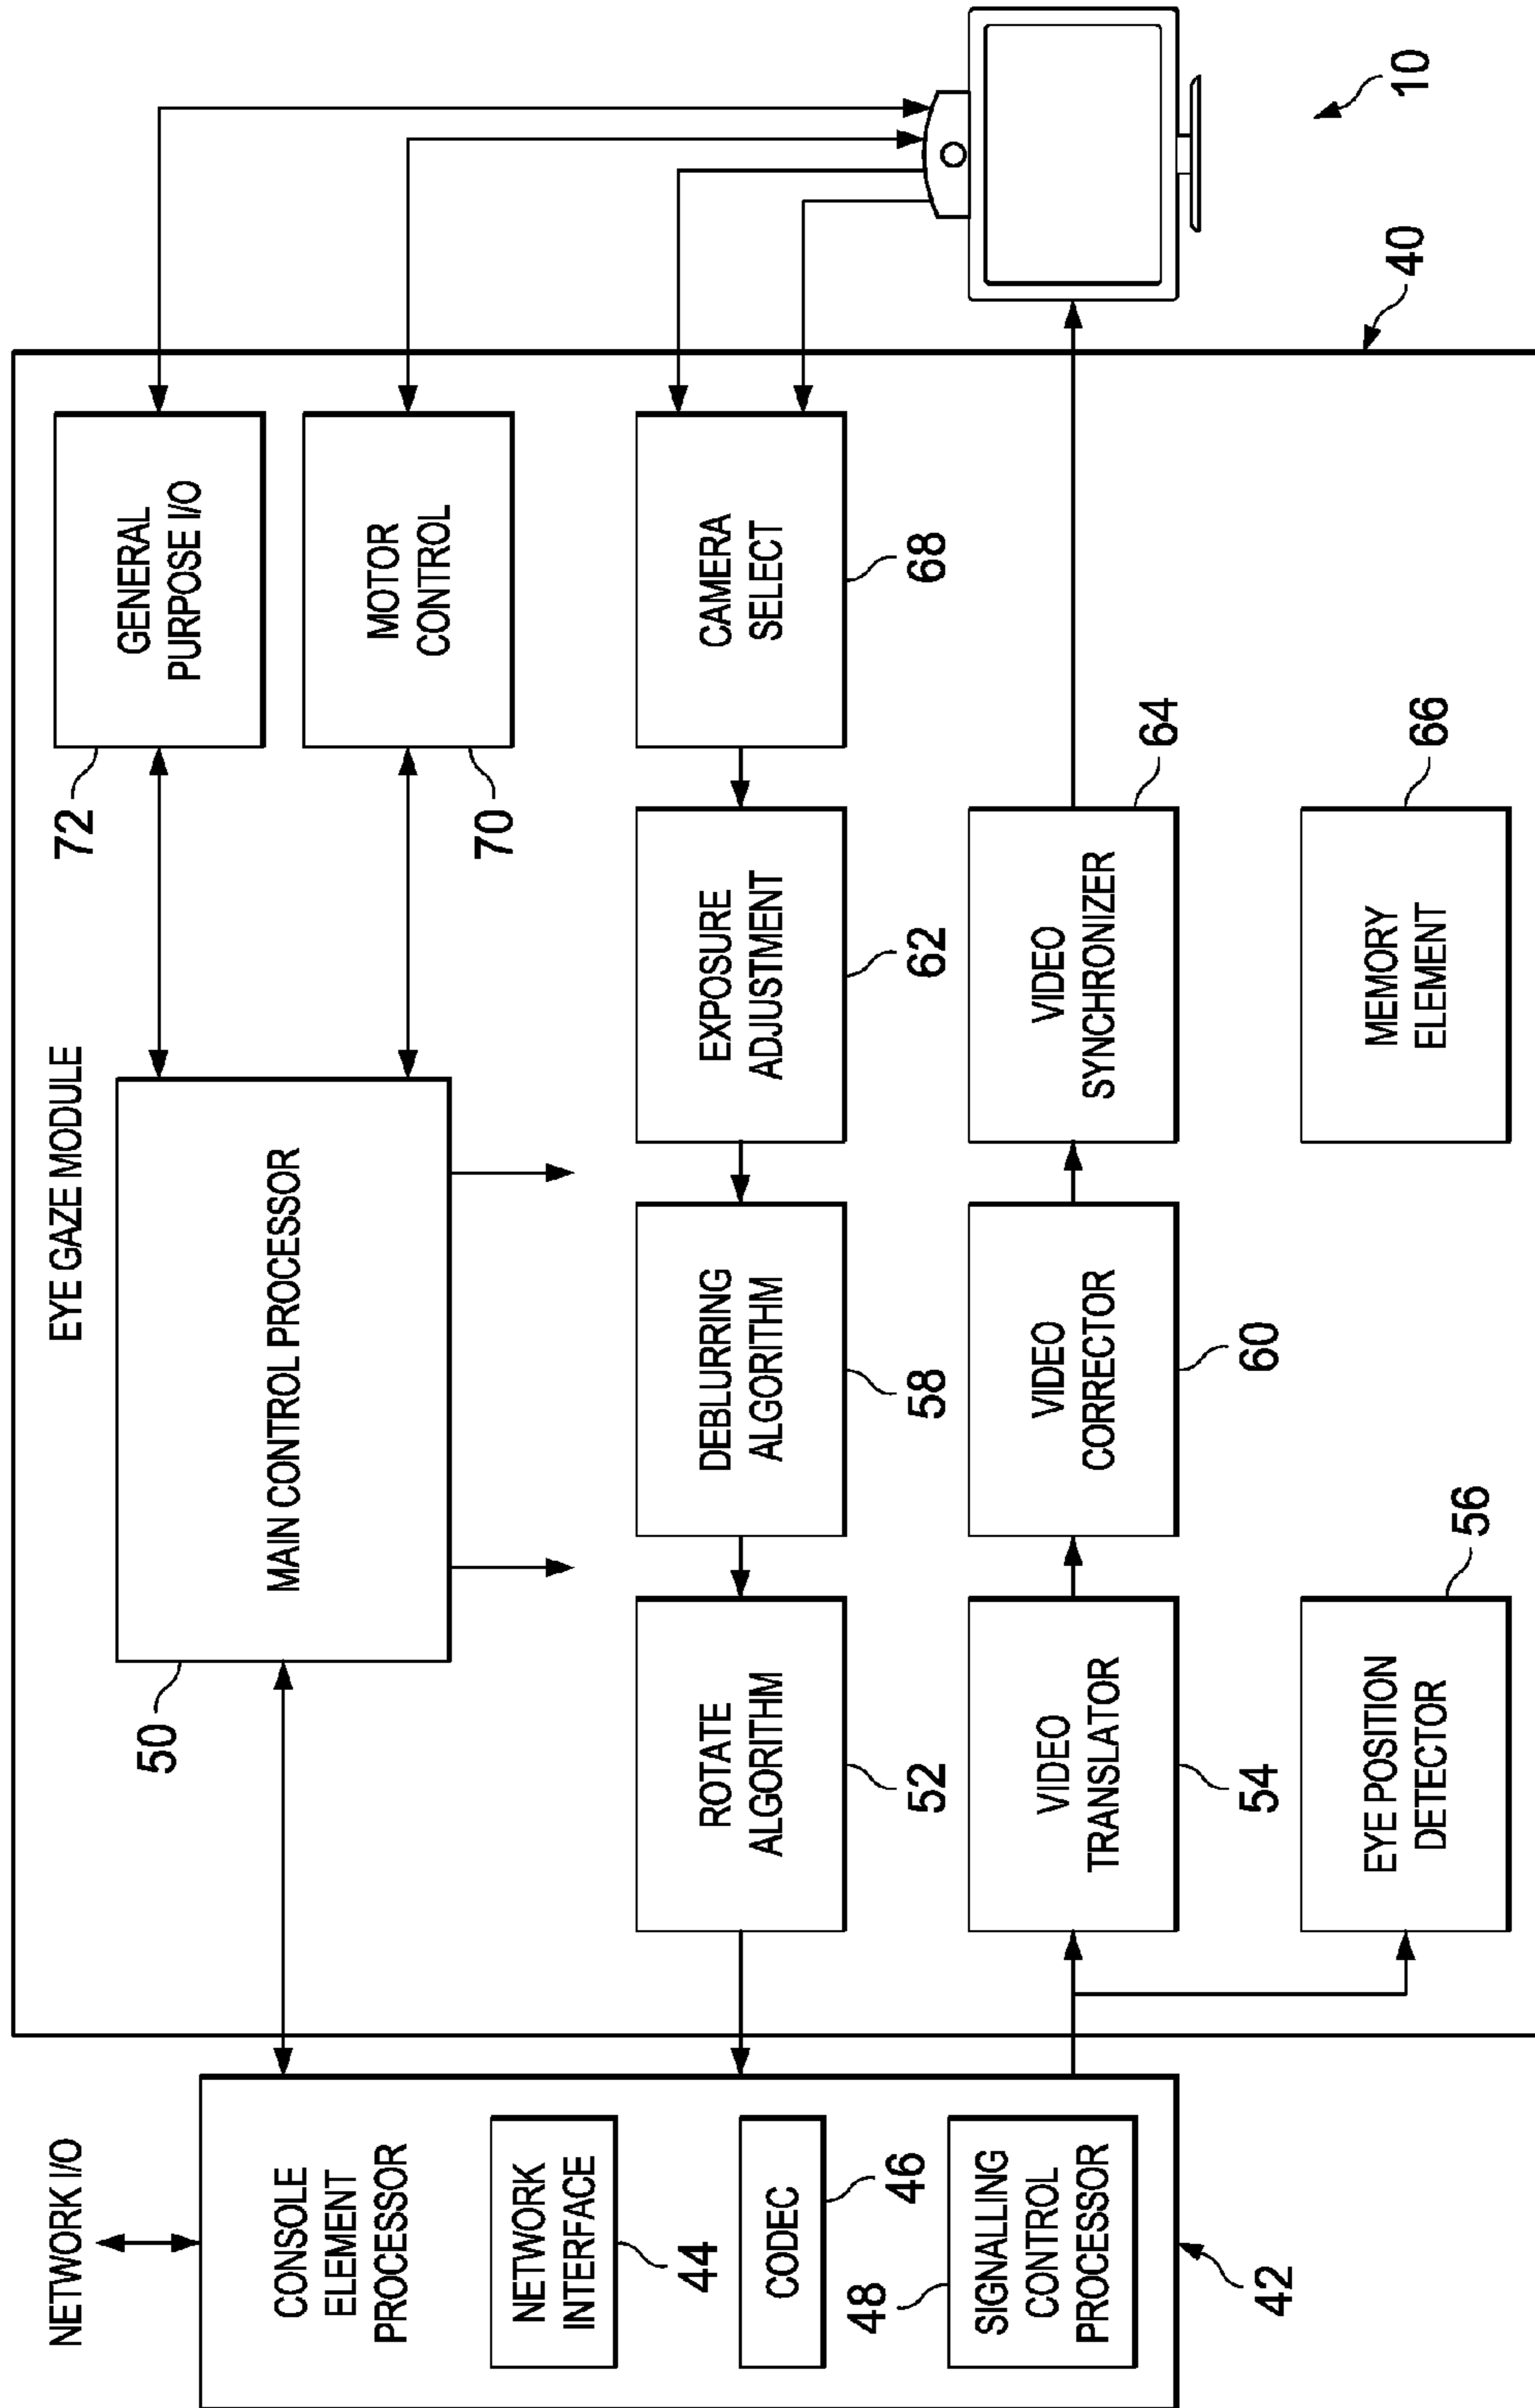 NETWORK I/O
CONSOLE
ELEMENT
PROCESSOR
NETWORK
INTERFACE
44
CODEC
46
48
SIGNALLING
CONTROL
PROCESSOR
42
EYE GAZE MODULE
50
MAIN CONTROL PROCESSOR
72
GENERAL
PURPOSE I/O
70
MOTOR
CONTROL
ROTATE
ALGORITHM
52
DEBLURRING
ALGORITHM
58
EXPOSURE
ADJUSTMENT
62
CAMERA
SELECT
68
VIDEO
TRANSLATOR
54
VIDEO
CORRECTOR
60
VIDEO
SYNCHRONIZER
64
EYE POSITION
DETECTOR
56
MEMORY
ELEMENT
66
40
10